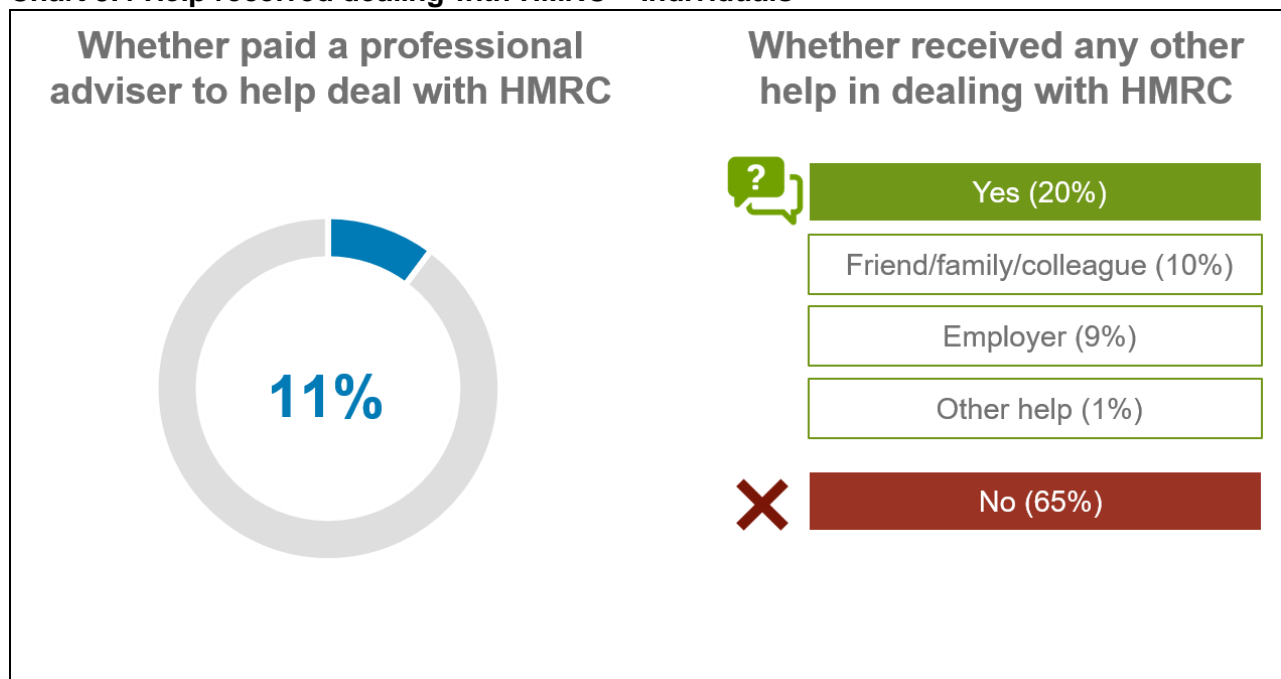 Whether paid a professional
adviser to help deal with HMRC
11%
Whether received any other
help in dealing with HMRC
?
Yes (20%)
Friend/family/colleague (10%)
Employer (9%)
Other help (1%)
No (65%)